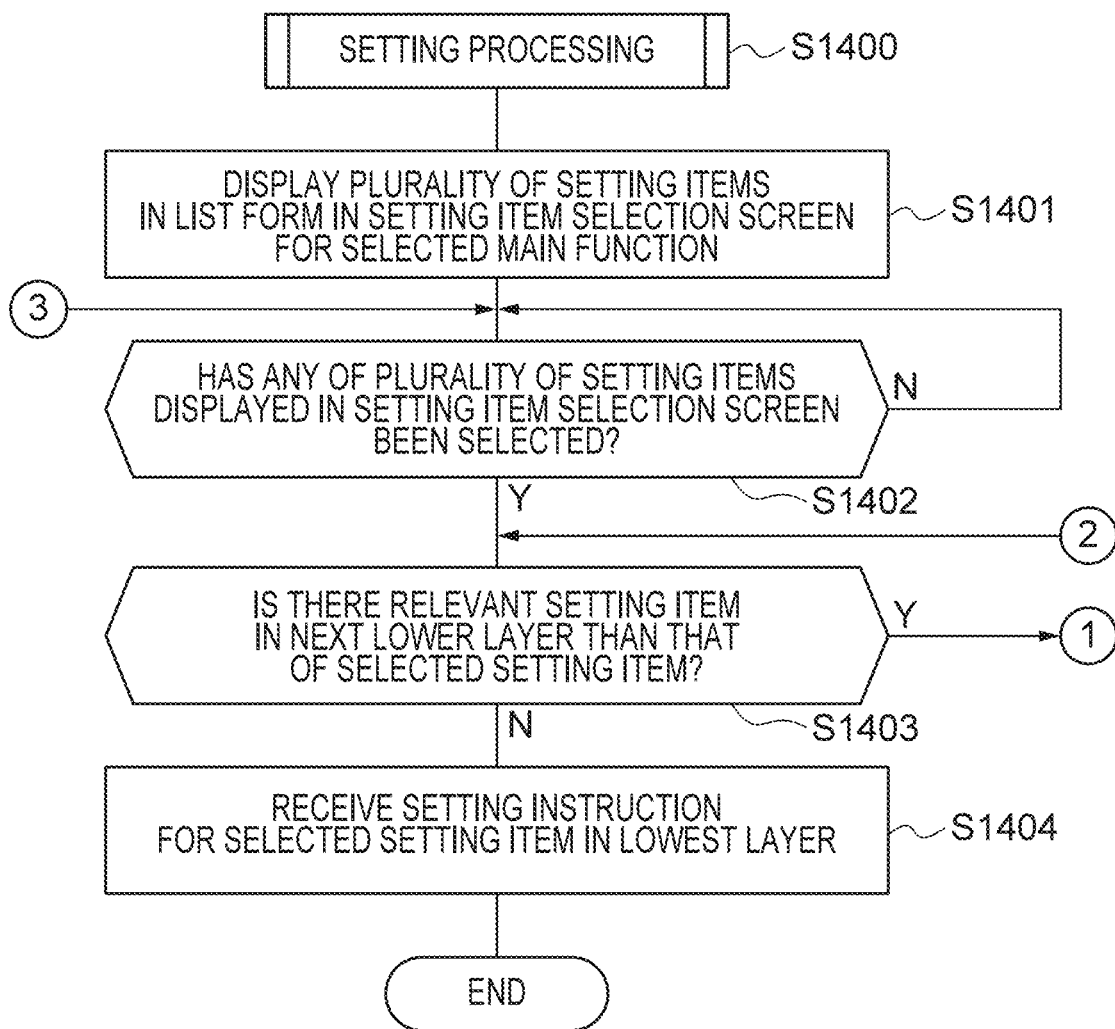 SETTING PROCESSING
S1400
DISPLAY PLURALITY OF SETTING ITEMS
IN LIST FORM IN SETTING ITEM SELECTION SCREEN
FOR SELECTED MAIN FUNCTION
S1401
3
HAS ANY OF PLURALITY OF SETTING ITEMS
DISPLAYED IN SETTING ITEM SELECTION SCREEN
BEEN SELECTED?
N
S1402
Y
2
IS THERE RELEVANT SETTING ITEM
IN NEXT LOWER LAYER THAN THAT
OF SELECTED SETTING ITEM?
Y
1
S1403
N
RECEIVE SETTING INSTRUCTION
FOR SELECTED SETTING ITEM IN LOWEST LAYER
S1404
END